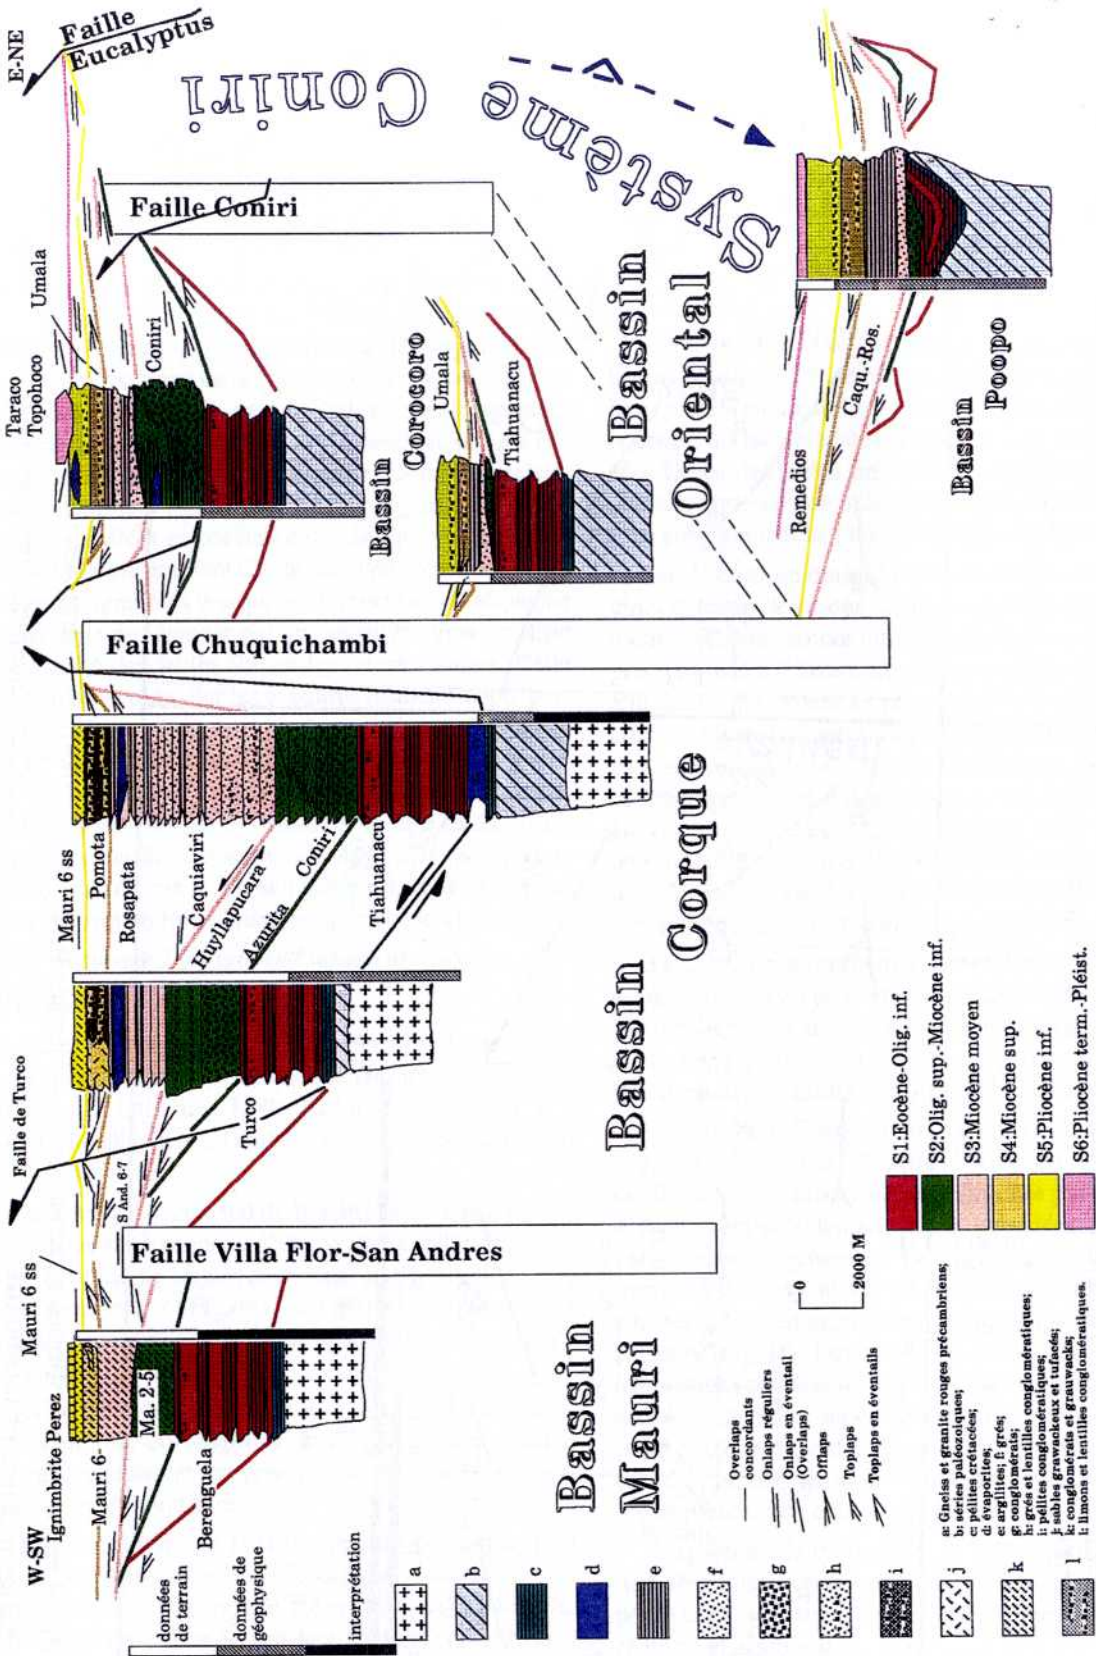 W-SW
E-NE
Ignimbrite Perez
Mauri 6 ss
Mauri 6-
Ma. 2-5
Berenguela
Faille Villa Flor-San Andres
S And. 6-7
Faille de Turco
Turco
Mauri 6 ss
Pomota
Rosapata
Caquiaviri
Huyllapucara
Azurita
Coniri
Tiahuanacu
Faille Chuquichambi
Taraco
Topohoco
Umala
Coniri
Faille Coniri
Faille
Eucalyptus
Système Coniri
Bassin
Corocoro
Umala
Tiahuanacu
Bassin
Oriental
Remedios
Caqu.-Ros.
Bassin
Poopo
Bassin
Corque
Bassin
Mauri
données
de terrain
données de
géophysique
interprétation
a
b
c
d
e
f
g
h
i
j
k
l
Overlaps
concordants
Onlaps réguliers
Onlaps en éventail
(Overlaps)
Offlaps
Toplaps
Toplaps en éventails
0
2000 M
a: Gneiss et granite rouges précambriens;
b: séries paléozoiques;
c: pélites crétacées;
d: évaporites;
e: argilites; f: grés;
g: conglomérats;
h: grés et lentilles conglomératiques;
i: pélites conglomératiques;
j: sables grauwackeux et tufacés;
k: conglomérats et grauwacks;
l: limons et lentilles conglomératiques.
S1:Eocène-Olig. inf.
S2:Olig. sup.-Miocène inf.
S3:Miocène moyen
S4:Miocène sup.
S5:Pliocène inf.
S6:Pliocène term.-Pléist.